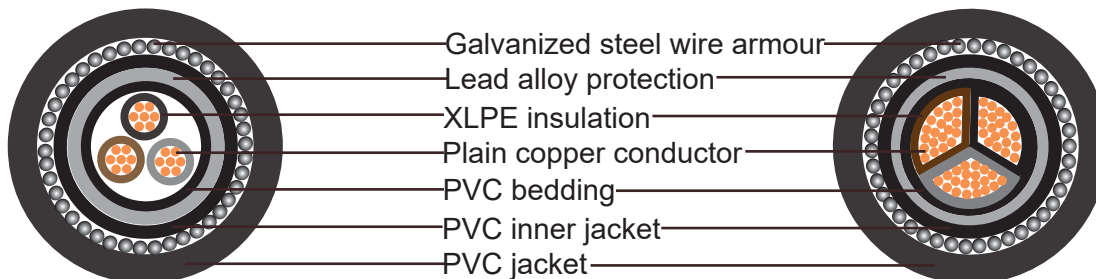 Galvanized steel wire armour
Lead alloy protection
XLPE insulation
Plain copper conductor
PVC bedding
PVC inner jacket
PVC jacket